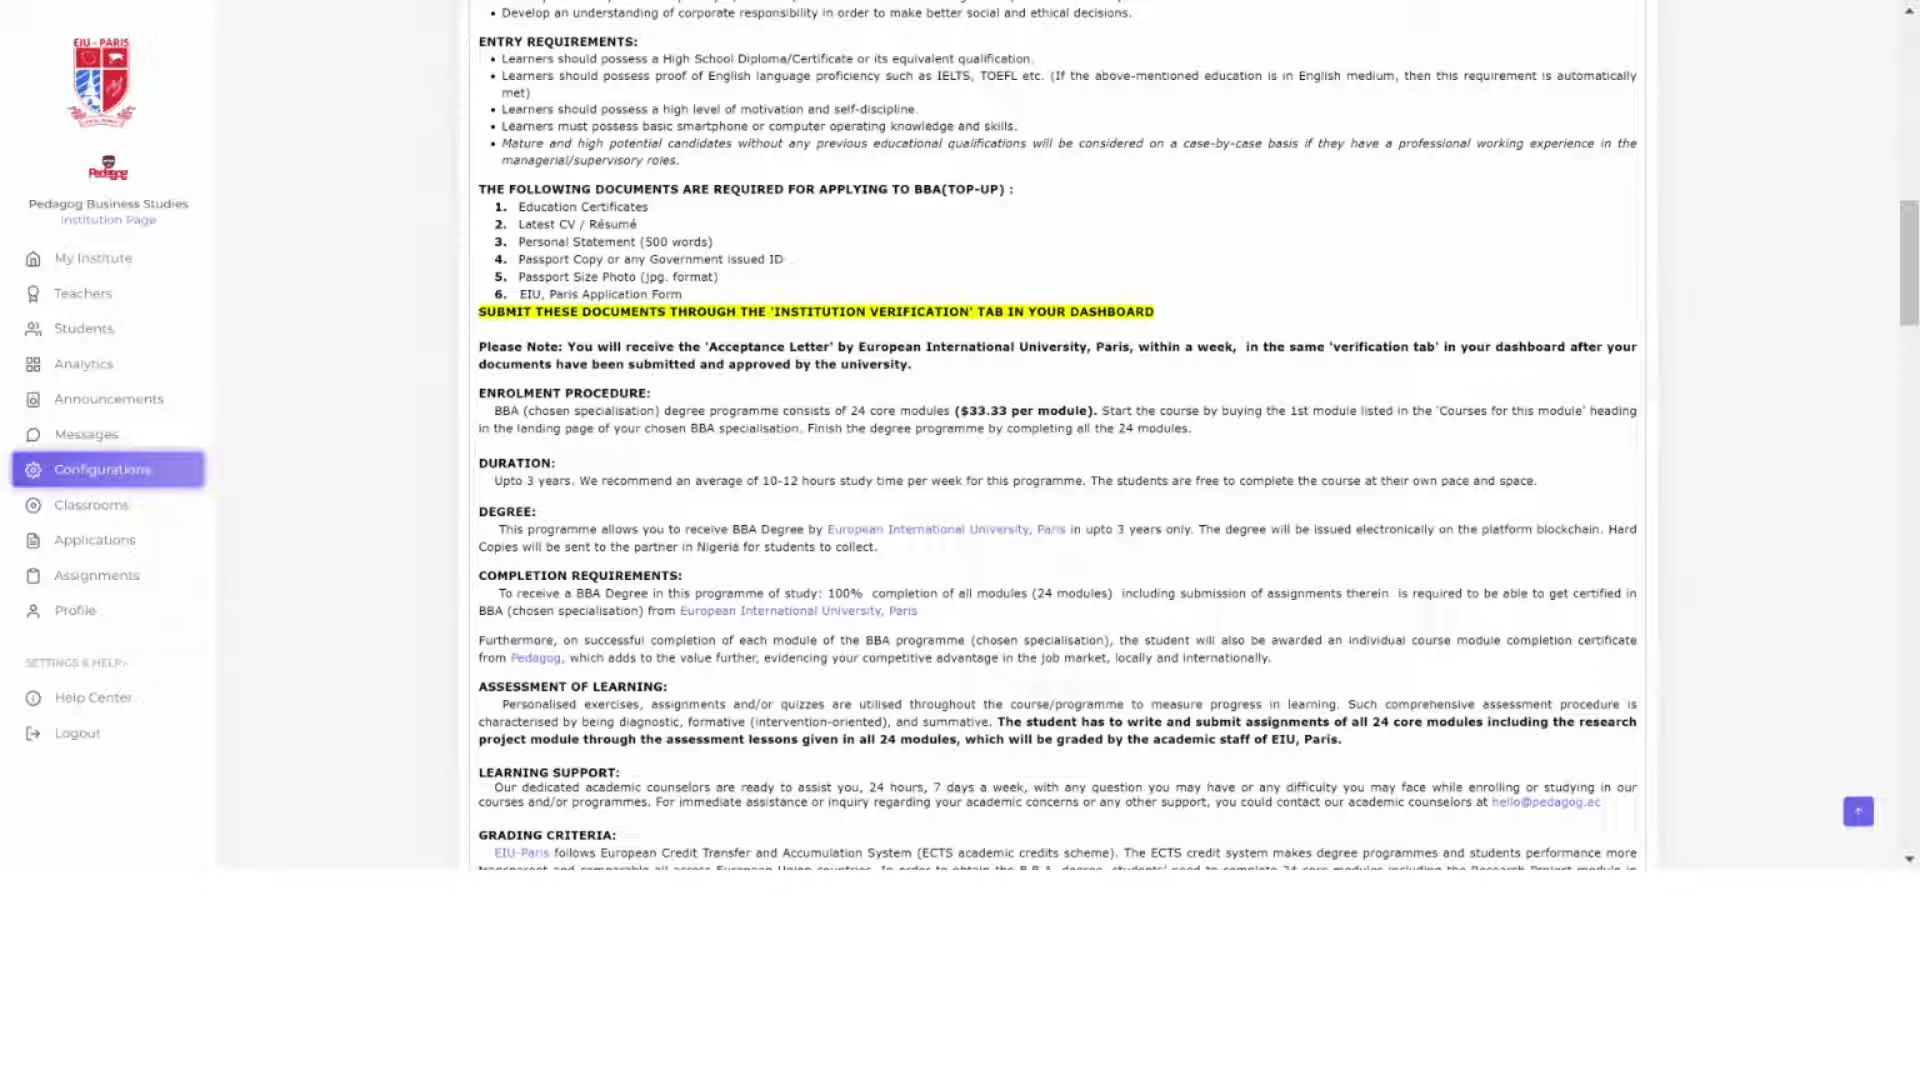 EIU - PARIS
Pedagog
Pedagog Business Studies
Institution Page
My Institute
Teachers
Students
Analytics
Announcements
Messages
Configurations
Classrooms
Applications
Assignments
Profile
SETTINGS & HELP
Help Center
Logout
• Develop an understanding of corporate responsibility in order to make better social and ethical decisions.
ENTRY REQUIREMENTS:
• Learners should possess a High School Diploma/Certificate or its equivalent qualification.
• Learners should possess proof of English language proficiency such as IELTS, TOEFL etc. (If the above-mentioned education is in English medium, then this requirement is automatically
met)
• Learners should possess a high level of motivation and self-discipline.
• Learners must possess basic smartphone or computer operating knowledge and skills.
• Mature and high potential candidates without any previous educational qualifications will be considered on a case-by-case basis if they have a professional working experience in the
managerial/supervisory roles.
THE FOLLOWING DOCUMENTS ARE REQUIRED FOR APPLYING TO BBA(TOP-UP) :
1. Education Certificates
2. Latest CV / Résumé
3. Personal Statement (500 words)
4. Passport Copy or any Government issued ID
5. Passport Size Photo (jpg. format)
6. EIU, Paris Application Form
SUBMIT THESE DOCUMENTS THROUGH THE 'INSTITUTION VERIFICATION' TAB IN YOUR DASHBOARD
Please Note: You will receive the 'Acceptance Letter' by European International University, Paris, within a week, in the same 'verification tab' in your dashboard after your
documents have been submitted and approved by the university.
ENROLMENT PROCEDURE:
BBA (chosen specialisation) degree programme consists of 24 core modules ($33.33 per module). Start the course by buying the 1st module listed in the 'Courses for this module' heading
in the landing page of your chosen BBA specialisation. Finish the degree programme by completing all the 24 modules.
DURATION:
Upto 3 years. We recommend an average of 10-12 hours study time per week for this programme. The students are free to complete the course at their own pace and space.
DEGREE:
This programme allows you to receive BBA Degree by European International University, Paris in upto 3 years only. The degree will be issued electronically on the platform blockchain. Hard
Copies will be sent to the partner in Nigeria for students to collect.
COMPLETION REQUIREMENTS:
To receive a BBA Degree in this programme of study: 100% completion of all modules (24 modules) including submission of assignments therein is required to be able to get certified in
BBA (chosen specialisation) from European International University, Paris
Furthermore, on successful completion of each module of the BBA programme (chosen specialisation), the student will also be awarded an individual course module completion certificate
from Pedagog, which adds to the value further, evidencing your competitive advantage in the job market, locally and internationally.
ASSESSMENT OF LEARNING:
Personalised exercises, assignments and/or quizzes are utilised throughout the course/programme to measure progress in learning. Such comprehensive assessment procedure is
characterised by being diagnostic, formative (intervention-oriented), and summative. The student has to write and submit assignments of all 24 core modules including the research
project module through the assessment lessons given in all 24 modules, which will be graded by the academic staff of EIU, Paris.
LEARNING SUPPORT:
Our dedicated academic counselors are ready to assist you, 24 hours, 7 days a week, with any question you may have or any difficulty you may face while enrolling or studying in our
courses and/or programmes. For immediate assistance or inquiry regarding your academic concerns or any other support, you could contact our academic counselors at hello@pedagog.ac
GRADING CRITERIA:
EIU-Paris follows European Credit Transfer and Accumulation System (ECTS academic credits scheme). The ECTS credit system makes degree programmes and students performance more